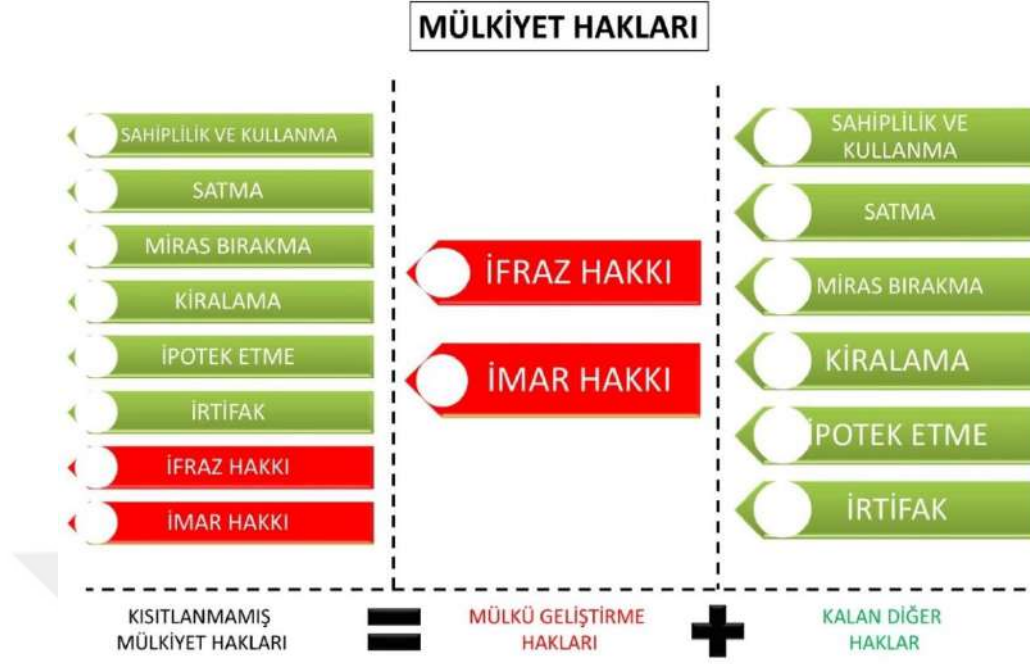 MÜLKİYET HAKLARI
SAHİPLİLİK VE KULLANMA
SATMA
MİRAS BIRAKMA
KİRALAMA
İPOTEK ETME
İRTİFAK
İFRAZ HAKKI
İMAR HAKKI
İFRAZ HAKKI
İMAR HAKKI
SAHİPLİLİK VE
KULLANMA
SATMA
MİRAS BIRAKMA
KİRALAMA
İPOTEK ETME
İRTİFAK
KISITLANMAMIŞ
MÜLKİYET HAKLARI
=
MÜLKÜ GELİŞTİRME
HAKLARI
+
KALAN DİĞER
HAKLAR